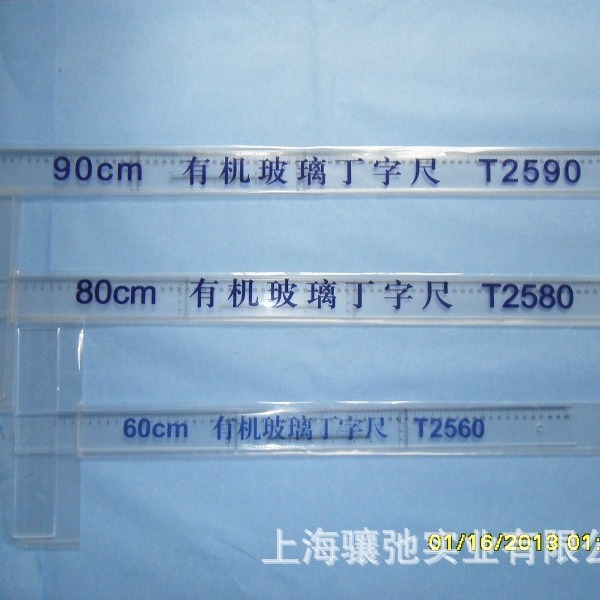 90cm 有机玻璃丁字尺 T2590
80cm 有机玻璃丁字尺 T2580
60cm 有机玻璃丁字尺 T2560
上海骧弛实业有限公
01/16/2013 01: